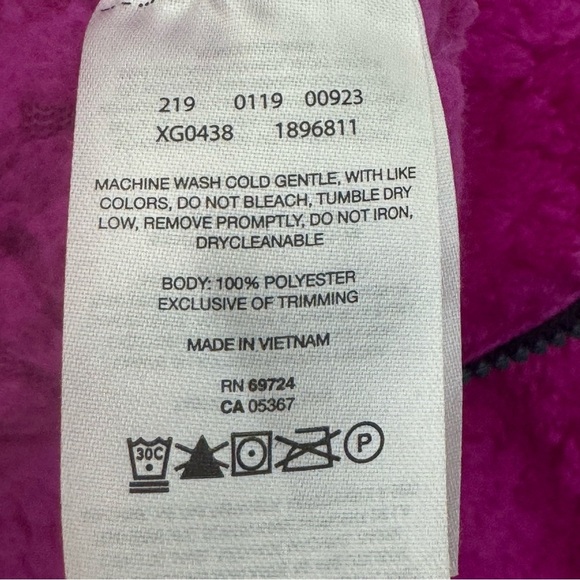 219 0119 00923
XG0438 1896811
MACHINE WASH COLD GENTLE, WITH LIKE
COLORS, DO NOT BLEACH, TUMBLE DRY
LOW, REMOVE PROMPTLY, DO NOT IRON,
DRYCLEANABLE
BODY: 100% POLYESTER
EXCLUSIVE OF TRIMMING
MADE IN VIETNAM
RN 69724
CA 05367
30C P